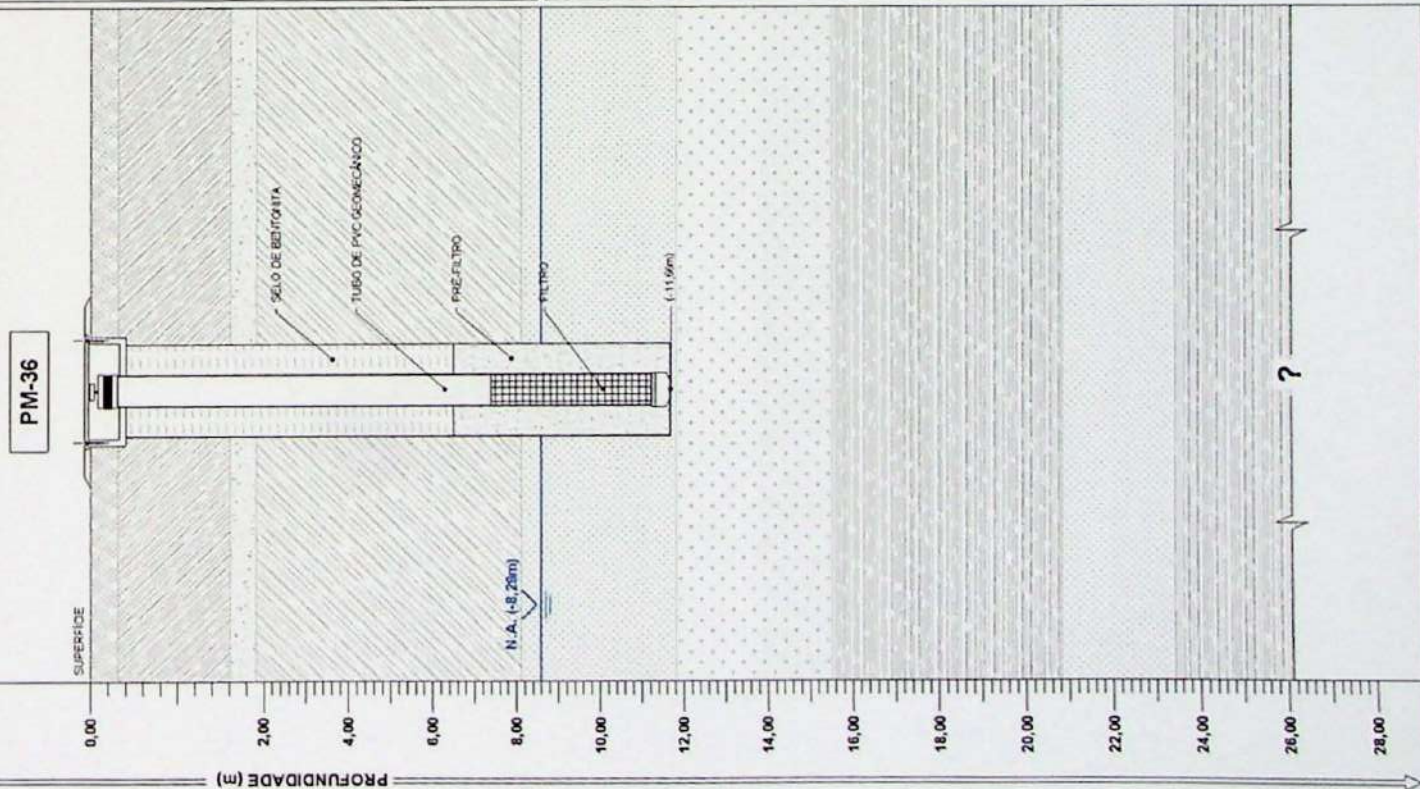 PM-36
SUPERFÍCIE
SELO DE BENTONITA
TUBO DE PVC GEOMECÂNICO
PRÉ-FILTRO
FILTRO
N.A. (-8,29m)
PROFUNDIDADE (m)
0,00
2,00
4,00
6,00
8,00
10,00
12,00
14,00
16,00
18,00
20,00
22,00
24,00
26,00
28,00
?